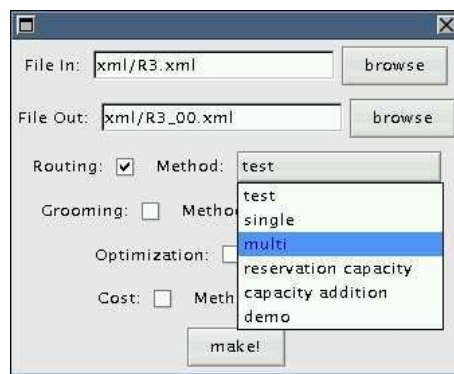 File In: xml/R3.xml browse
File Out: xml/R3_00.xml browse
Routing: Method: test
test
Grooming: Metho
single
multi
Optimization:
reservation capacity
Cost: Meth
capacity addition
demo
make!